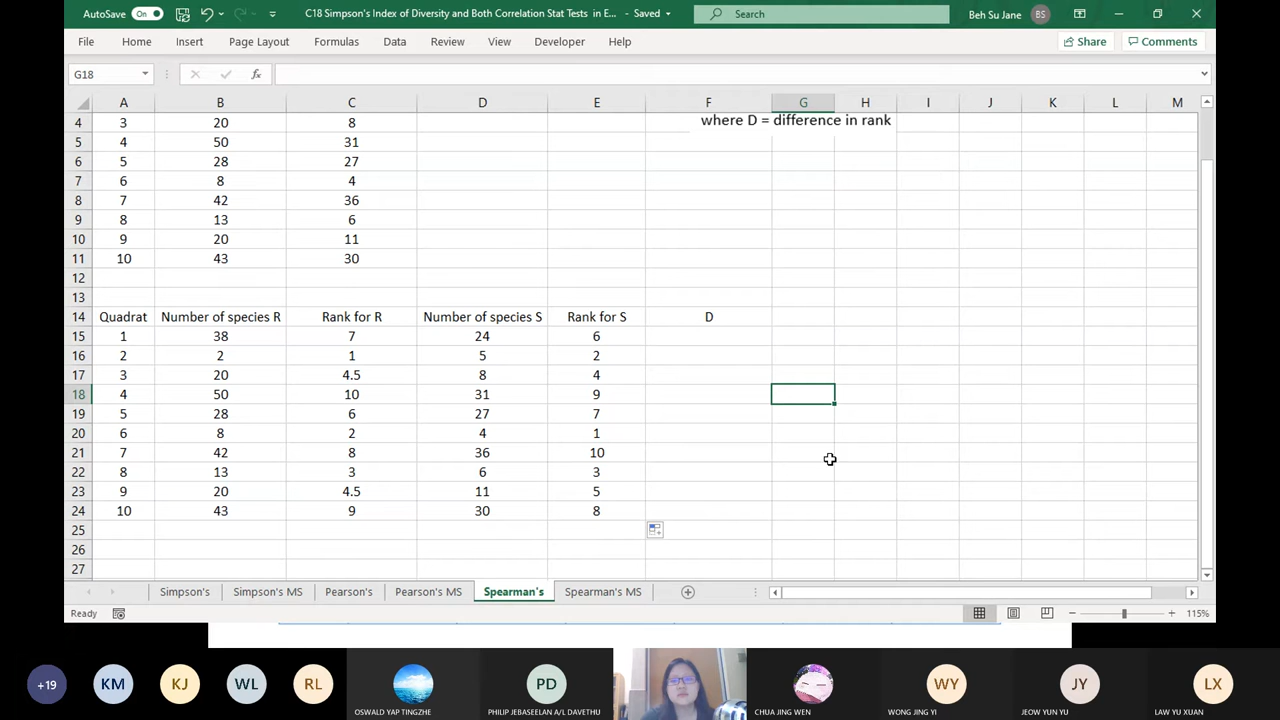 AutoSave On C18 Simpson's Index of Diversity and Both Correlation Stat Tests in E... - Saved Search Beh Su Jane BS
File Home Insert Page Layout Formulas Data Review View Developer Help Share Comments
G18 fx
A B C D E F G H I J K L M
4 3 20 8 where D = difference in rank
5 4 50 31
6 5 28 27
7 6 8 4
8 7 42 36
9 8 13 6
10 9 20 11
11 10 43 30
12
13
14 Quadrat Number of species R Rank for R Number of species S Rank for S D
15 1 38 7 24 6
16 2 2 1 5 2
17 3 20 4.5 8 4
18 4 50 10 31 9
19 5 28 6 27 7
20 6 8 2 4 1
21 7 42 8 36 10
22 8 13 3 6 3
23 9 20 4.5 11 5
24 10 43 9 30 8
25
26
27
Simpson's Simpson's MS Pearson's Pearson's MS Spearman's Spearman's MS
Ready 115%
+19 KM KJ WL RL PD WY JY LX
OSWALD YAP TINGZHE PHILIP JEBASEELAN A/L DAVETHU CHUA JING WEN WONG JING YI JEOW YUN YU LAW YU XUAN